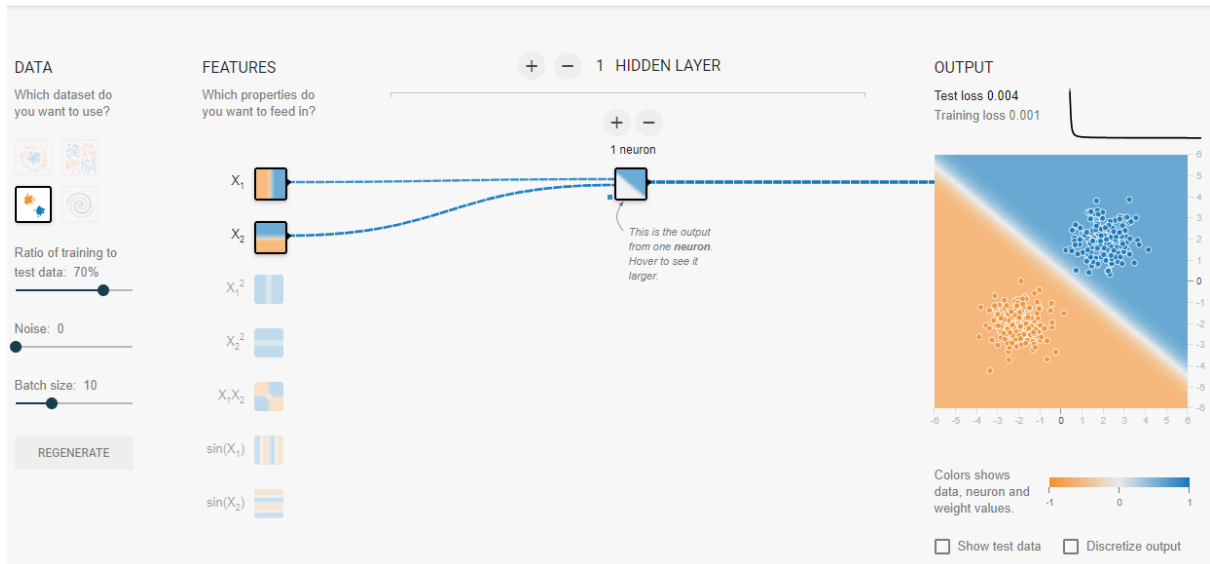 DATA
Which dataset do
you want to use?
Ratio of training to
test data: 70%
Noise: 0
Batch size: 10
REGENERATE
FEATURES
Which properties do
you want to feed in?
X₁
X₂
X₁²
X₂²
X₁X₂
sin(X₁)
sin(X₂)
+ − 1 HIDDEN LAYER
+ −
1 neuron
This is the output
from one neuron.
Hover to see it
larger.
OUTPUT
Test loss 0.004
Training loss 0.001
6
5
4
3
2
1
0
-1
-2
-3
-4
-5
-6
-6 -5 -4 -3 -2 -1 0 1 2 3 4 5 6
Colors shows
data, neuron and
weight values.
-1 0 1
Show test data
Discretize output